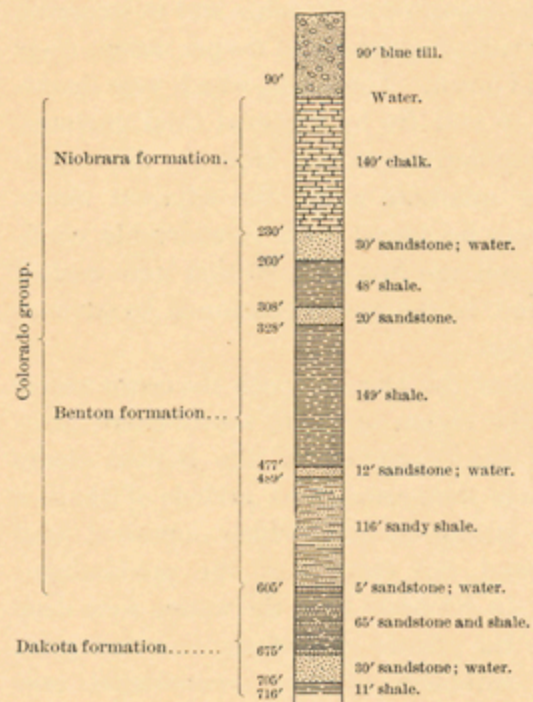 90′ blue till.
90′
Water.
Niobrara formation.
140′ chalk.
230′
30′ sandstone; water.
260′
48′ shale.
308′
20′ sandstone.
328′
Colorado group.
149′ shale.
Benton formation...
477′
12′ sandstone; water.
489′
116′ sandy shale.
605′
5′ sandstone; water.
65′ sandstone and shale.
Dakota formation.......
675′
30′ sandstone; water.
705′
11′ shale.
716′